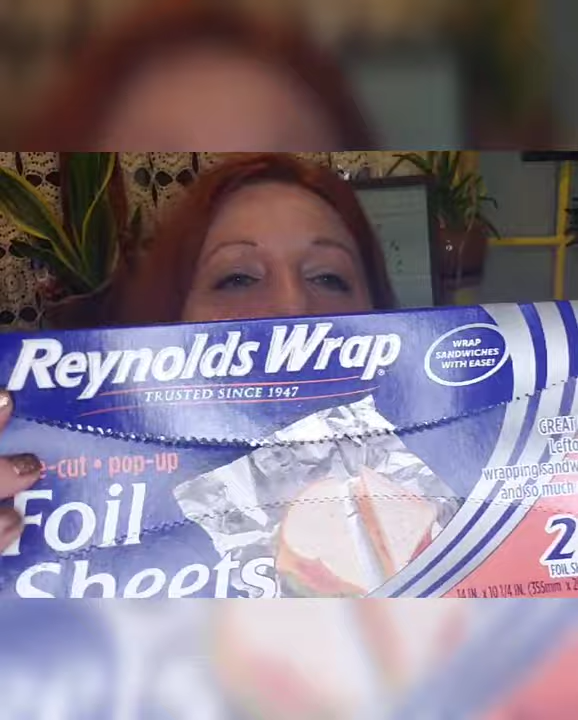 Reynolds Wrap®
TRUSTED SINCE 1947
WRAP
SANDWICHES
WITH EASE!
-cut • pop-up
Foil
Sheets
GREAT
Lefto
wrapping sandw
and so much
2
FOIL S
14 IN. x 10 1/4 IN. (355mm x 2